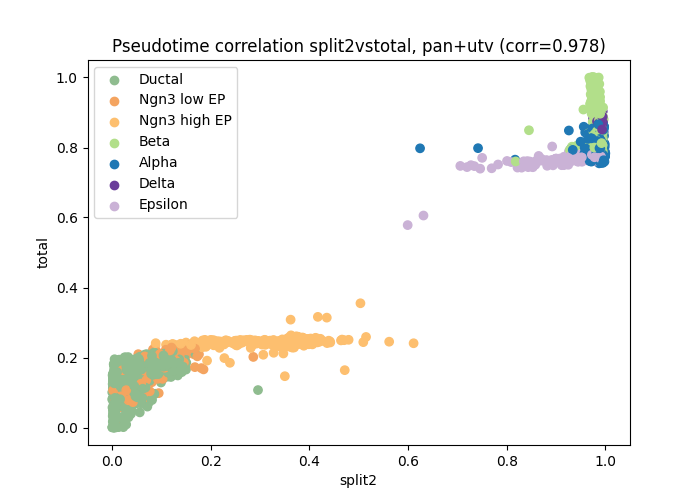 Pseudotime correlation split2vstotal, pan+utv (corr=0.978)
1.0
0.8
0.6
0.4
0.2
0.0
total
Ductal
Ngn3 low EP
Ngn3 high EP
Beta
Alpha
Delta
Epsilon
0.0 0.2 0.4 0.6 0.8 1.0
split2